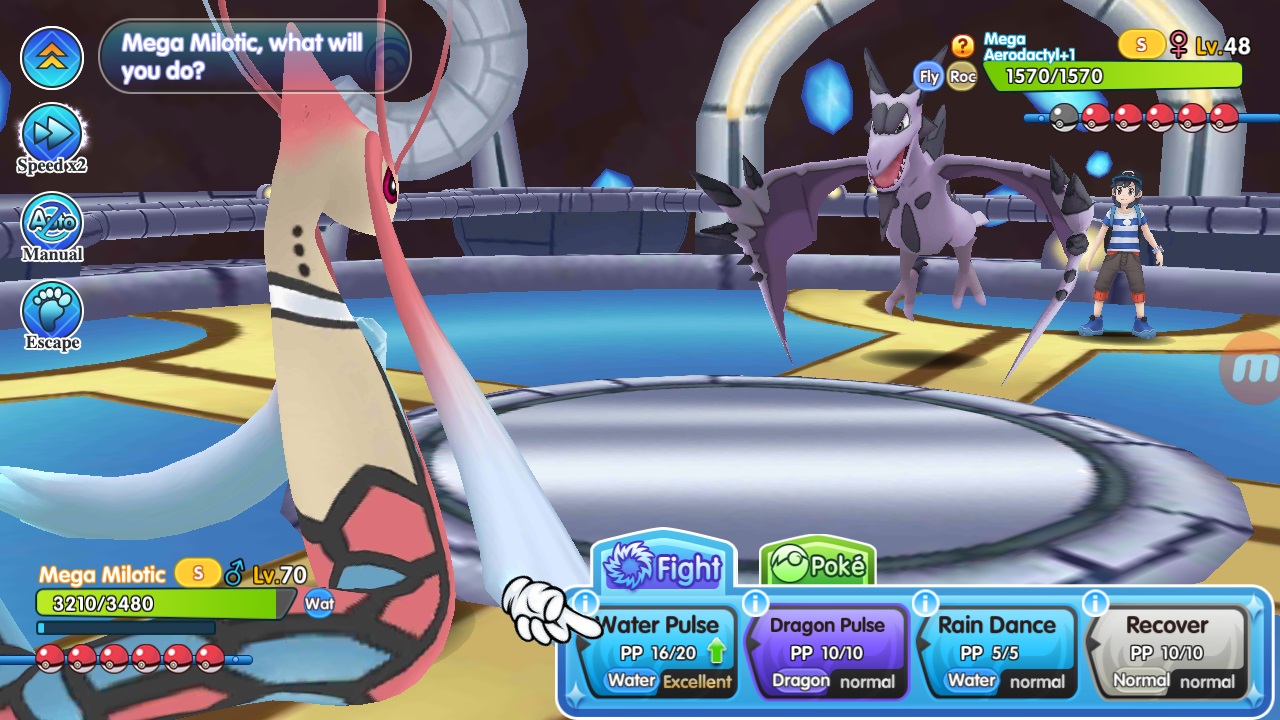 Mega Milotic, what will
you do?
Speed x2
AZto
Manual
Escape
?
Mega
Aerodactyl+1
S
Lv.48
Fly
Roc
1570/1570
m
Mega Milotic
S
Lv.70
3210/3480
Wat
Fight
Poké
i
Water Pulse
PP 16/20
Water
Excellent
i
Dragon Pulse
PP 10/10
Dragon
normal
i
Rain Dance
PP 5/5
Water
normal
i
Recover
PP 10/10
Normal
normal